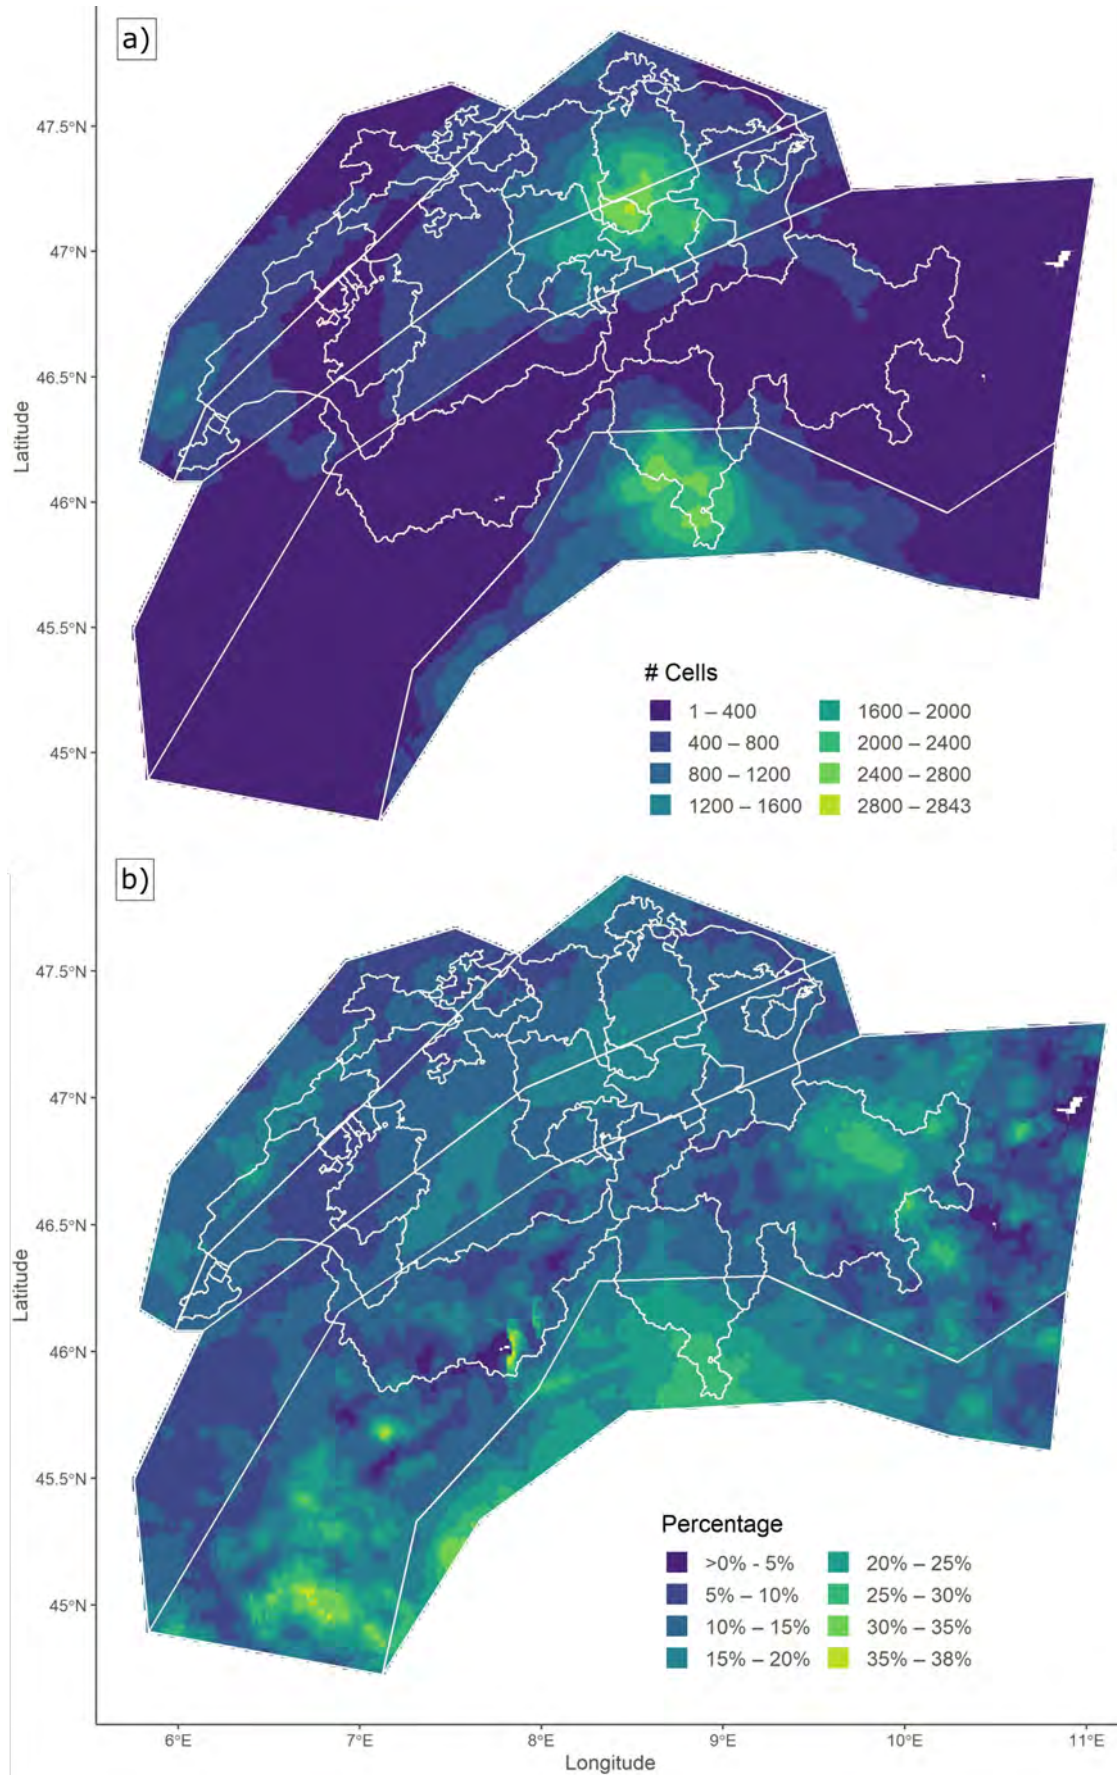 a)
47.5°N
47°N
46.5°N
46°N
45.5°N
45°N
Latitude
# Cells
1 – 400
400 – 800
800 – 1200
1200 – 1600
1600 – 2000
2000 – 2400
2400 – 2800
2800 – 2843
b)
47.5°N
47°N
46.5°N
46°N
45.5°N
45°N
Latitude
Percentage
>0% - 5%
5% – 10%
10% – 15%
15% – 20%
20% – 25%
25% – 30%
30% – 35%
35% – 38%
6°E 7°E 8°E 9°E 10°E 11°E
Longitude